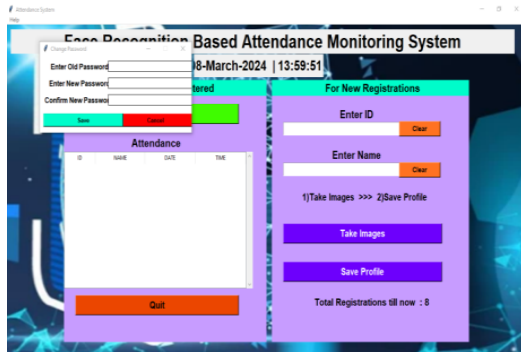 Attendance System
Help
Face Recognition Based Attendance Monitoring System
Change Password
08-March-2024 | 13:59:51
Enter Old Password
Enter New Password
Confirm New Passwor
Save
Cancel
tered
For New Registrations
Enter ID
Clear
Enter Name
Clear
1)Take Images >>> 2)Save Profile
Take Images
Save Profile
Total Registrations till now : 8
Attendance
ID NAME DATE TIME
Quit